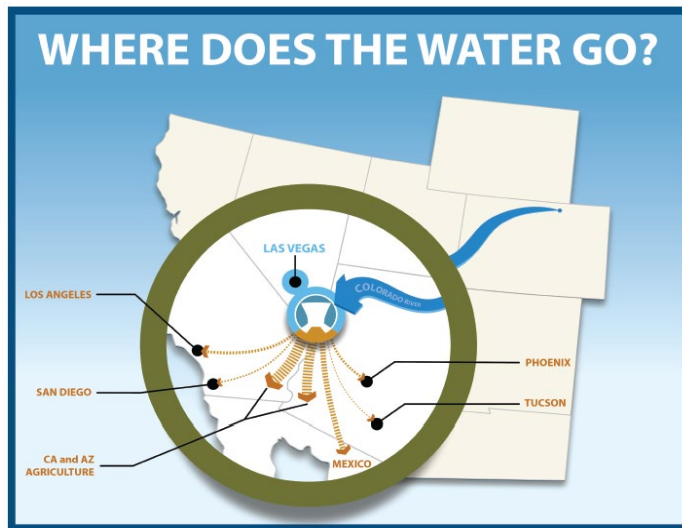 WHERE DOES THE WATER GO?
LAS VEGAS
COLORADO RIVER
LOS ANGELES
SAN DIEGO
CA and AZ
AGRICULTURE
PHOENIX
TUCSON
MEXICO